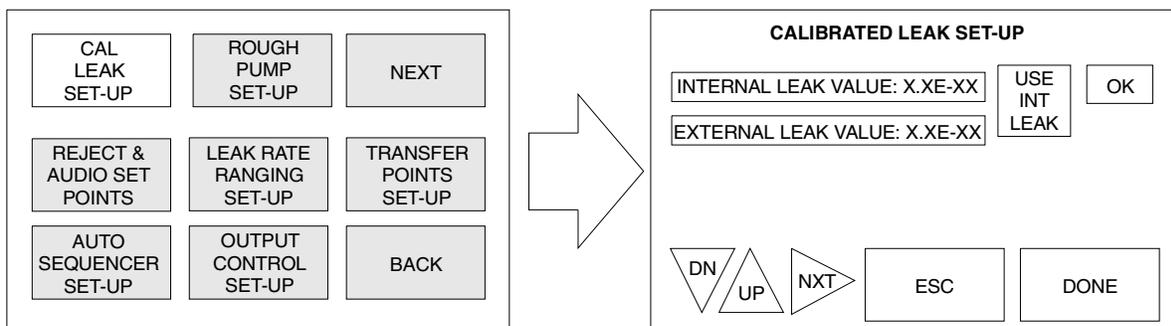 CAL
LEAK
SET-UP
ROUGH
PUMP
SET-UP
NEXT
REJECT &
AUDIO SET
POINTS
LEAK RATE
RANGING
SET-UP
TRANSFER
POINTS
SET-UP
AUTO
SEQUENCER
SET-UP
OUTPUT
CONTROL
SET-UP
BACK
CALIBRATED LEAK SET-UP
INTERNAL LEAK VALUE: X.XE-XX
EXTERNAL LEAK VALUE: X.XE-XX
USE
INT
LEAK
OK
DN
UP
NXT
ESC
DONE